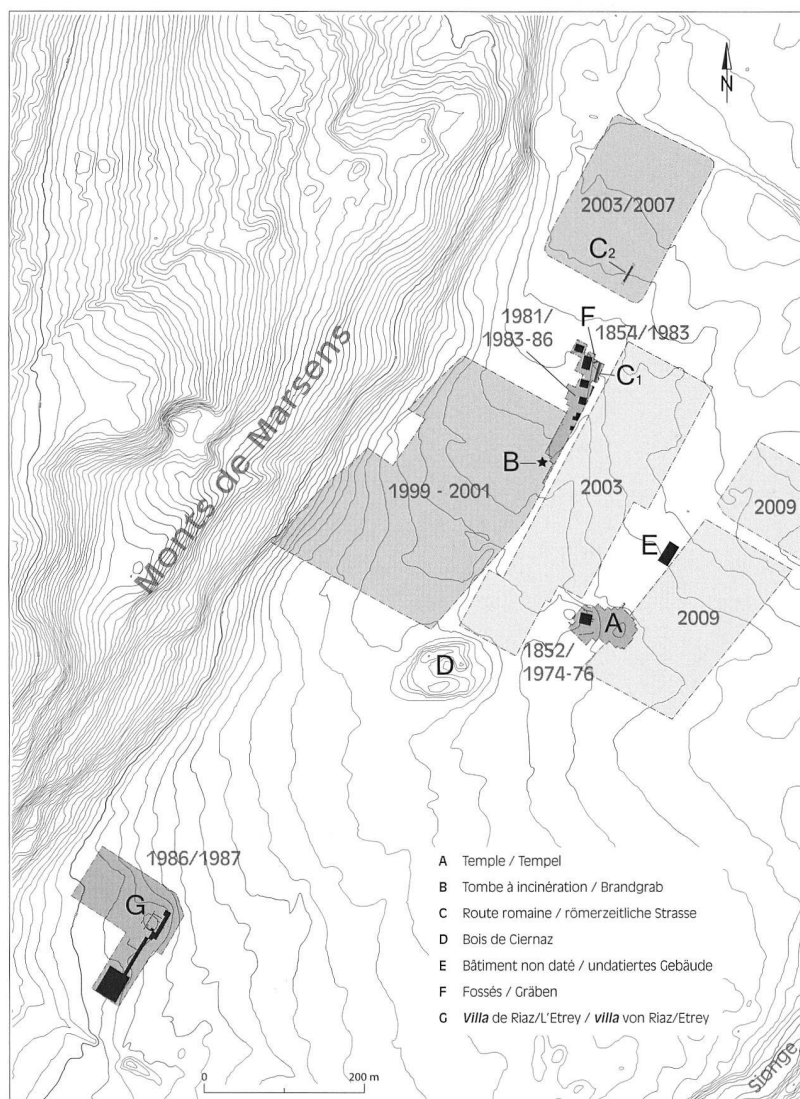 N
2003/2007
C2
1981/
1983-86
F
1854/1983
C1
Monts de Marsens
B
1999 - 2001
2003
2009
E
2009
A
1852/
1974-76
D
1986/1987
G
A Temple / Tempel
B Tombe à incinération / Brandgrab
C Route romaine / römerzeitliche Strasse
D Bois de Ciernaz
E Bâtiment non daté / undatiertes Gebäude
F Fossés / Gräben
G Villa de Riaz/L'Etrey / villa von Riaz/Etrey
0 200 m
Sionge